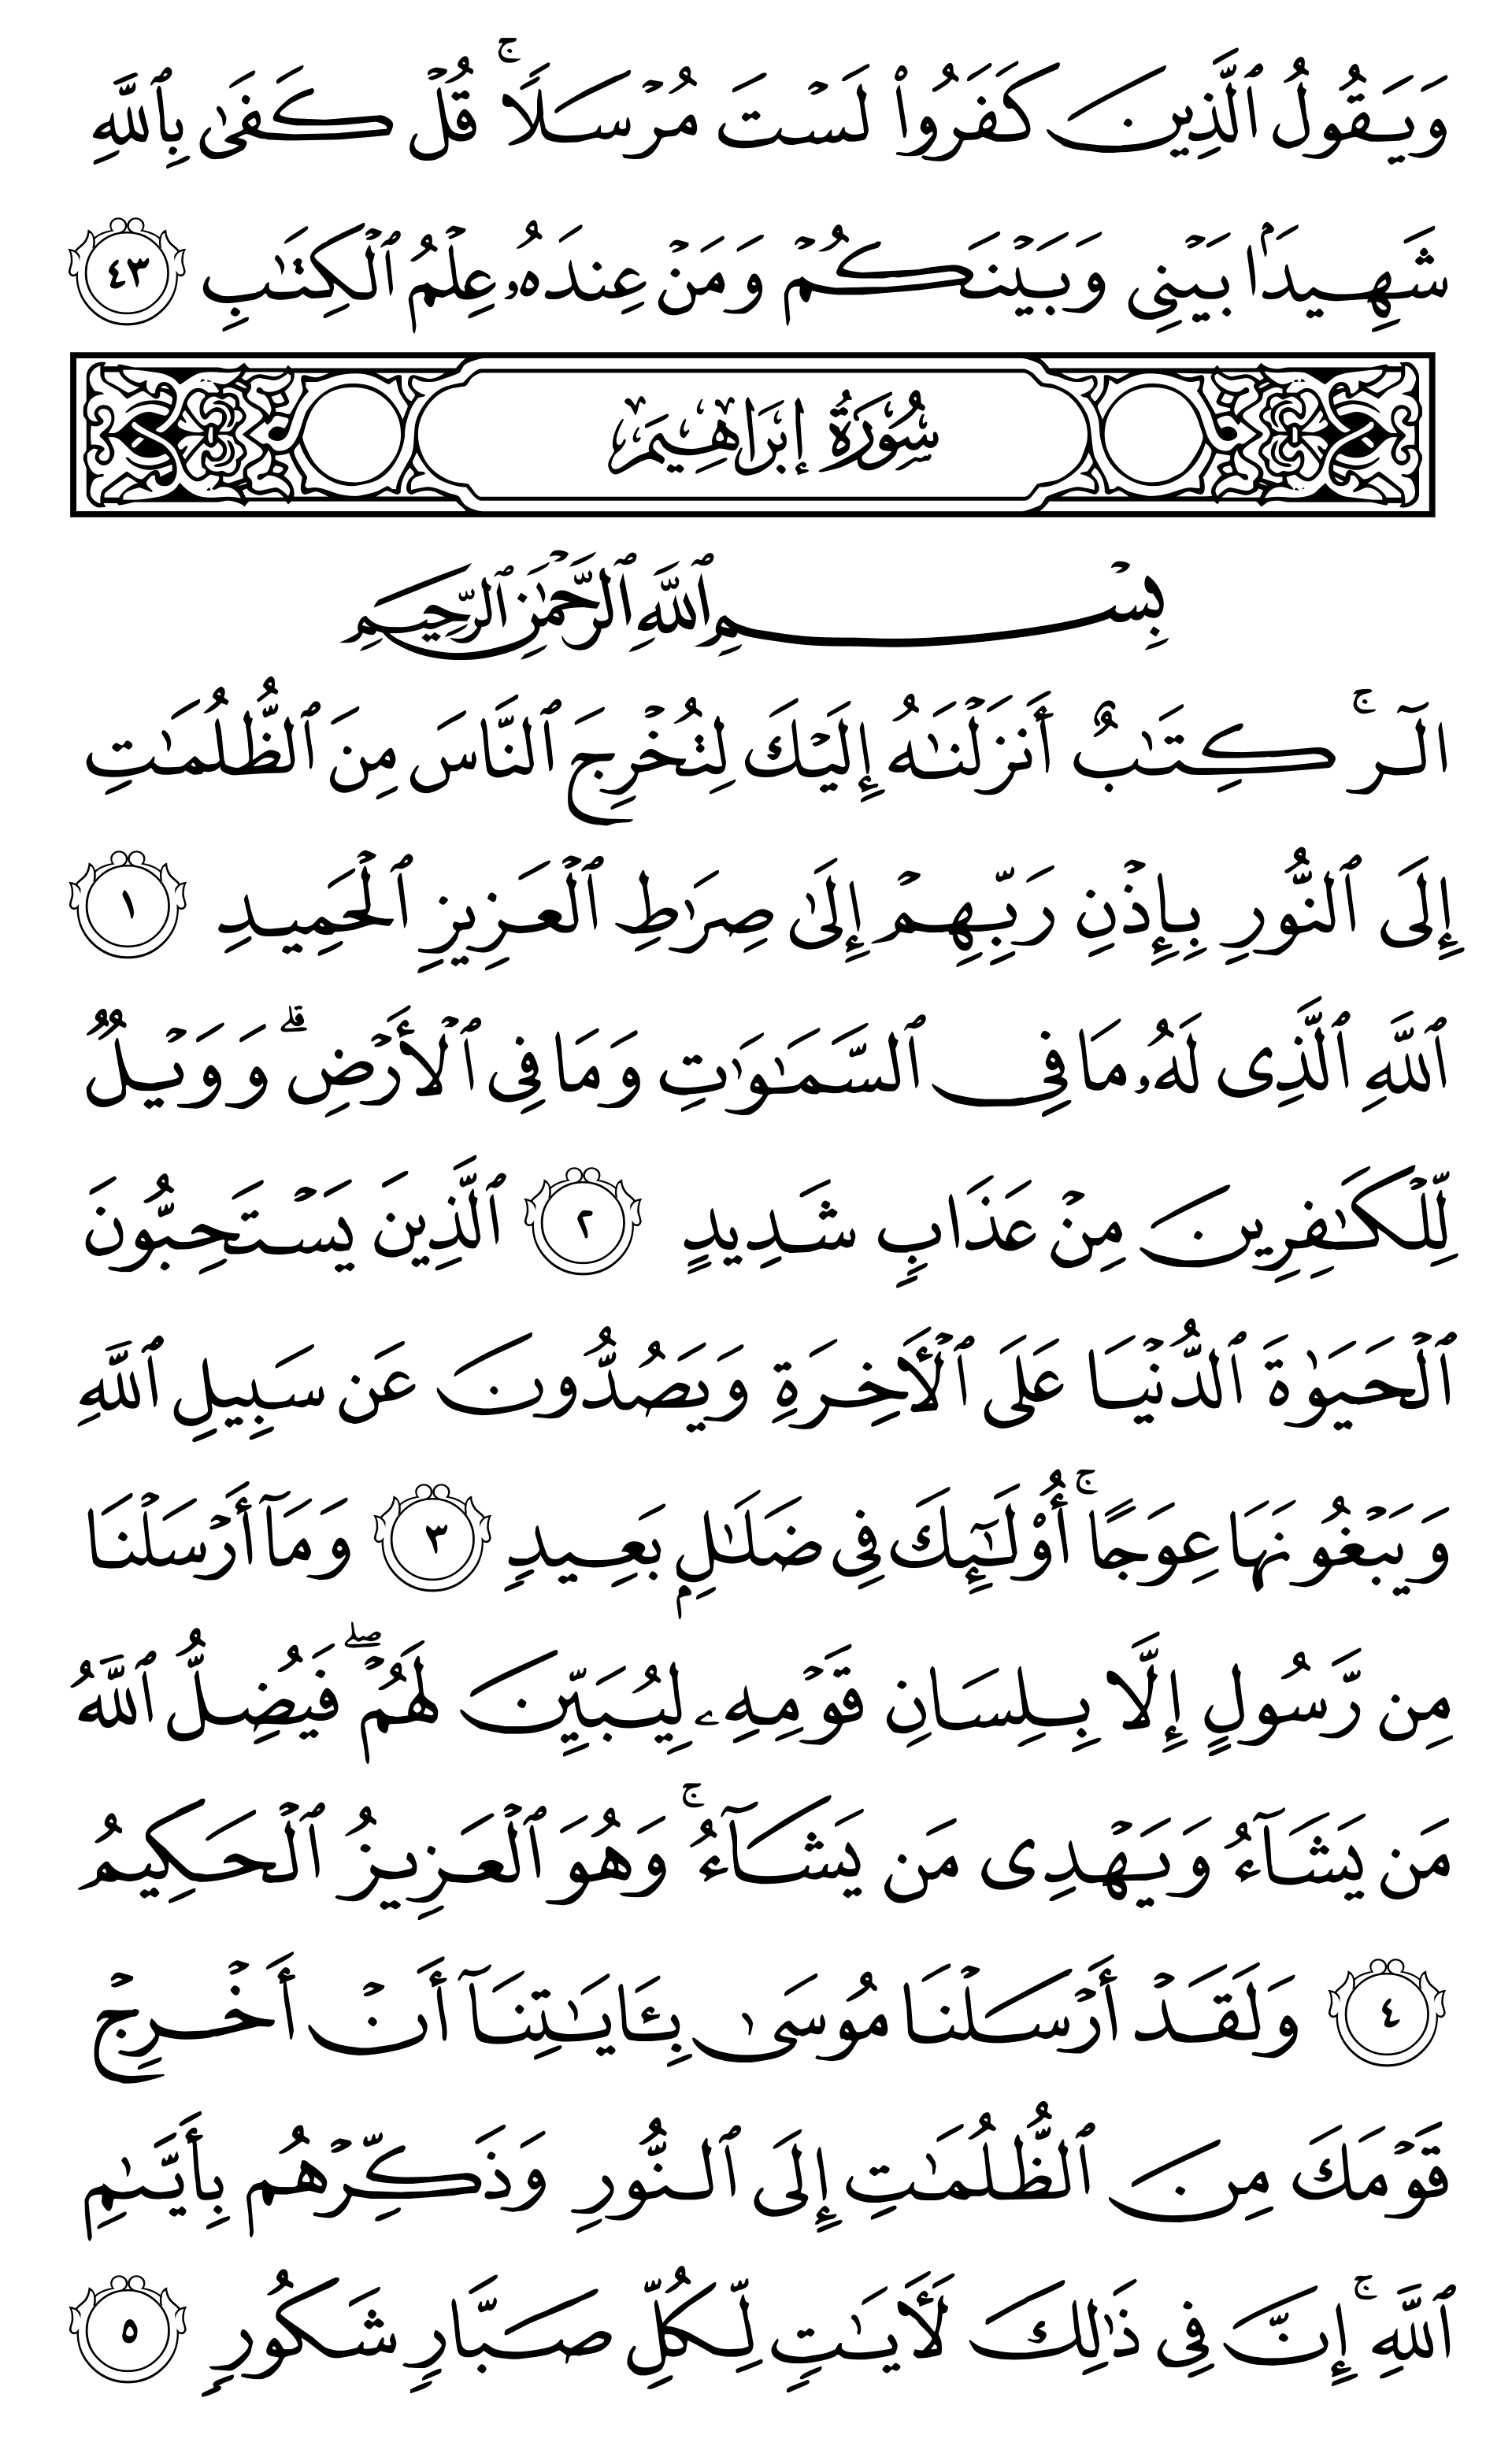 وَيَقُولُ ٱلَّذِينَ كَفَرُوا۟ لَسْتَ مُرْسَلًا ۚ قُلْ كَفَىٰ بِٱللَّهِ
شَهِيدًۢا بَيْنِى وَبَيْنَكُمْ وَمَنْ عِندَهُۥ عِلْمُ ٱلْكِتَـٰبِ ٤٣
سُورَةُ إِبْرَاهِيمَ
بِسْمِ ٱللَّهِ ٱلرَّحْمَـٰنِ ٱلرَّحِيمِ
الٓر ۚ كِتَـٰبٌ أَنزَلْنَـٰهُ إِلَيْكَ لِتُخْرِجَ ٱلنَّاسَ مِنَ ٱلظُّلُمَـٰتِ
إِلَى ٱلنُّورِ بِإِذْنِ رَبِّهِمْ إِلَىٰ صِرَٰطِ ٱلْعَزِيزِ ٱلْحَمِيدِ ١
ٱللَّهِ ٱلَّذِى لَهُۥ مَا فِى ٱلسَّمَـٰوَٰتِ وَمَا فِى ٱلْأَرْضِ ۗ وَوَيْلٌ
لِّلْكَـٰفِرِينَ مِنْ عَذَابٍ شَدِيدٍ ٢ ٱلَّذِينَ يَسْتَحِبُّونَ
ٱلْحَيَوٰةَ ٱلدُّنْيَا عَلَى ٱلْـَٔاخِرَةِ وَيَصُدُّونَ عَن سَبِيلِ ٱللَّهِ
وَيَبْغُونَهَا عِوَجًا ۚ أُو۟لَـٰٓئِكَ فِى ضَلَـٰلٍۭ بَعِيدٍ ٣ وَمَآ أَرْسَلْنَا
مِن رَّسُولٍ إِلَّا بِلِسَانِ قَوْمِهِۦ لِيُبَيِّنَ لَهُمْ ۖ فَيُضِلُّ ٱللَّهُ
مَن يَشَآءُ وَيَهْدِى مَن يَشَآءُ ۚ وَهُوَ ٱلْعَزِيزُ ٱلْحَكِيمُ
٤ وَلَقَدْ أَرْسَلْنَا مُوسَىٰ بِـَٔايَـٰتِنَآ أَنْ أَخْرِجْ
قَوْمَكَ مِنَ ٱلظُّلُمَـٰتِ إِلَى ٱلنُّورِ وَذَكِّرْهُم بِأَيَّىٰمِ
ٱللَّهِ ۚ إِنَّ فِى ذَٰلِكَ لَـَٔايَـٰتٍ لِّكُلِّ صَبَّارٍ شَكُورٍ ٥